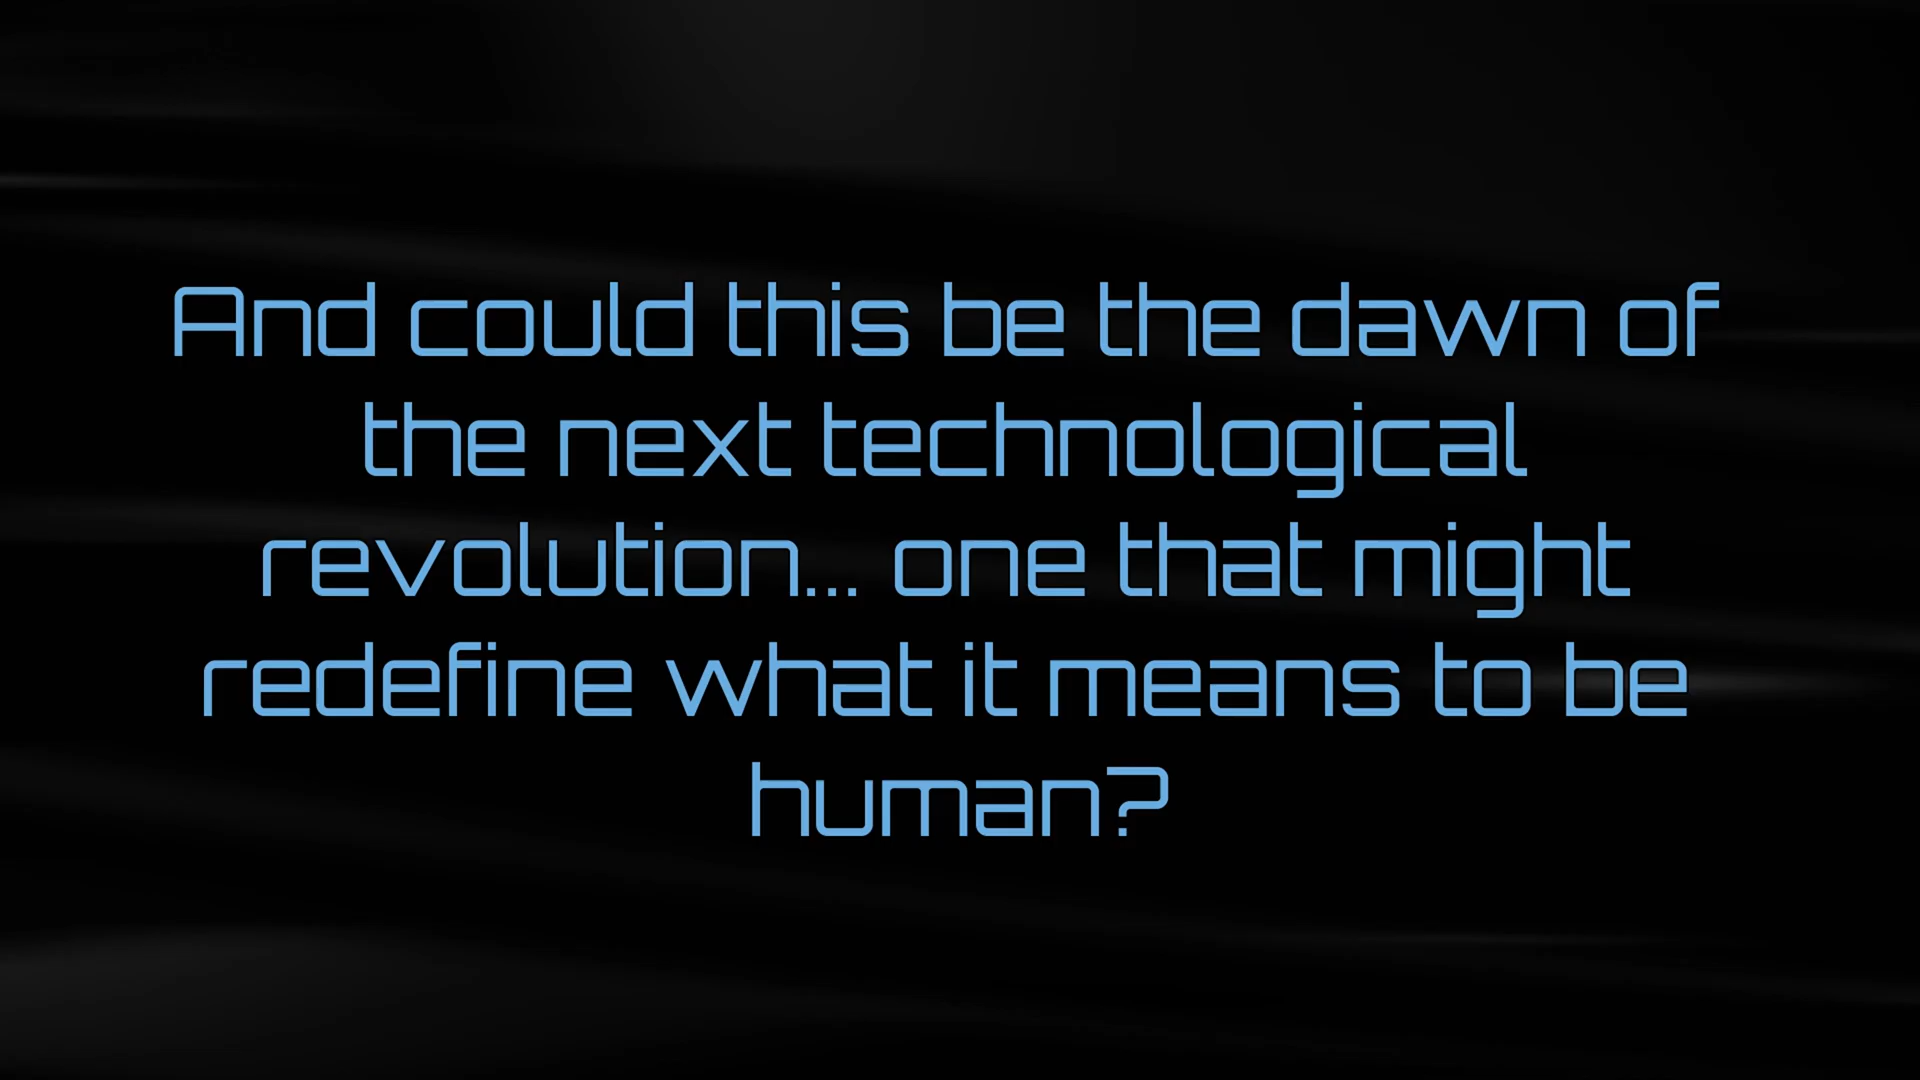 And could this be the dawn of
the next technological
revolution... one that might
redefine what it means to be
human?